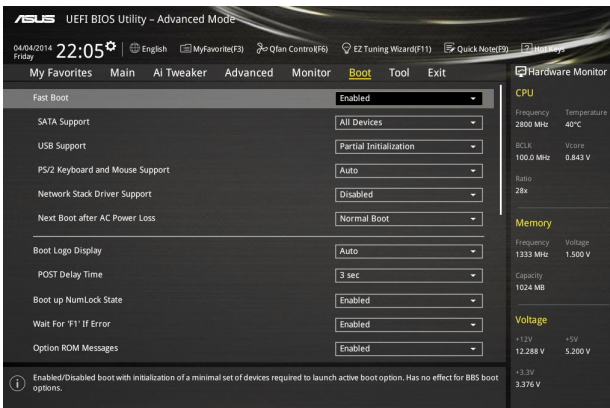 ASUS UEFI BIOS Utility – Advanced Mode
04/04/2014 Friday 22:05 English MyFavorite(F3) Qfan Control(F6) EZ Tuning Wizard(F11) Quick Note(F9) ? Hot Keys
My Favorites Main Ai Tweaker Advanced Monitor Boot Tool Exit
Fast Boot Enabled
SATA Support All Devices
USB Support Partial Initialization
PS/2 Keyboard and Mouse Support Auto
Network Stack Driver Support Disabled
Next Boot after AC Power Loss Normal Boot
Boot Logo Display Auto
POST Delay Time 3 sec
Boot up NumLock State Enabled
Wait For 'F1' If Error Enabled
Option ROM Messages Enabled
i Enabled/Disabled boot with initialization of a minimal set of devices required to launch active boot option. Has no effect for BBS boot
options.
Hardware Monitor
CPU
Frequency Temperature
2800 MHz 40°C
BCLK Vcore
100.0 MHz 0.843 V
Ratio
28x
Memory
Frequency Voltage
1333 MHz 1.500 V
Capacity
1024 MB
Voltage
+12V +5V
12.288 V 5.200 V
+3.3V
3.376 V